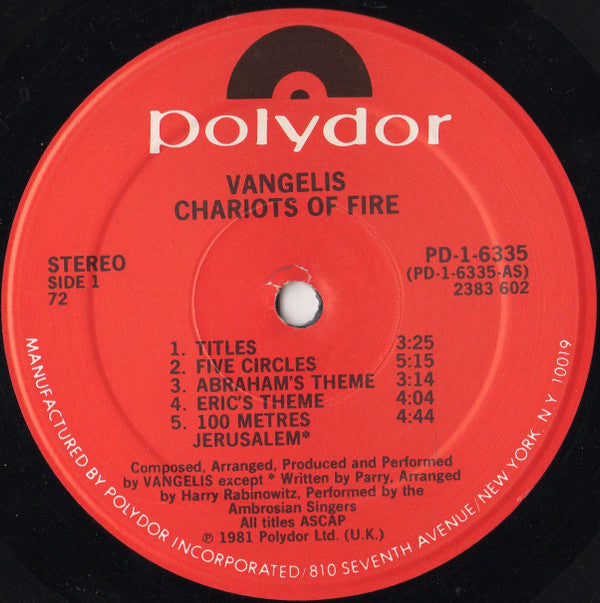 polydor
VANGELIS
CHARIOTS OF FIRE
STEREO
SIDE 1
72
PD-1-6335
(PD-1-6335-AS)
2383 602
1. TITLES 3:25
2. FIVE CIRCLES 5:15
3. ABRAHAM'S THEME 3:14
4. ERIC'S THEME 4:04
5. 100 METRES 4:44
JERUSALEM*
Composed, Arranged, Produced and Performed
by VANGELIS except * Written by Parry, Arranged
by Harry Rabinowitz, Performed by the
Ambrosian Singers
All titles ASCAP
℗ 1981 Polydor Ltd. (U.K.)
MANUFACTURED BY POLYDOR INCORPORATED/810 SEVENTH AVENUE/NEW YORK, N Y 10019